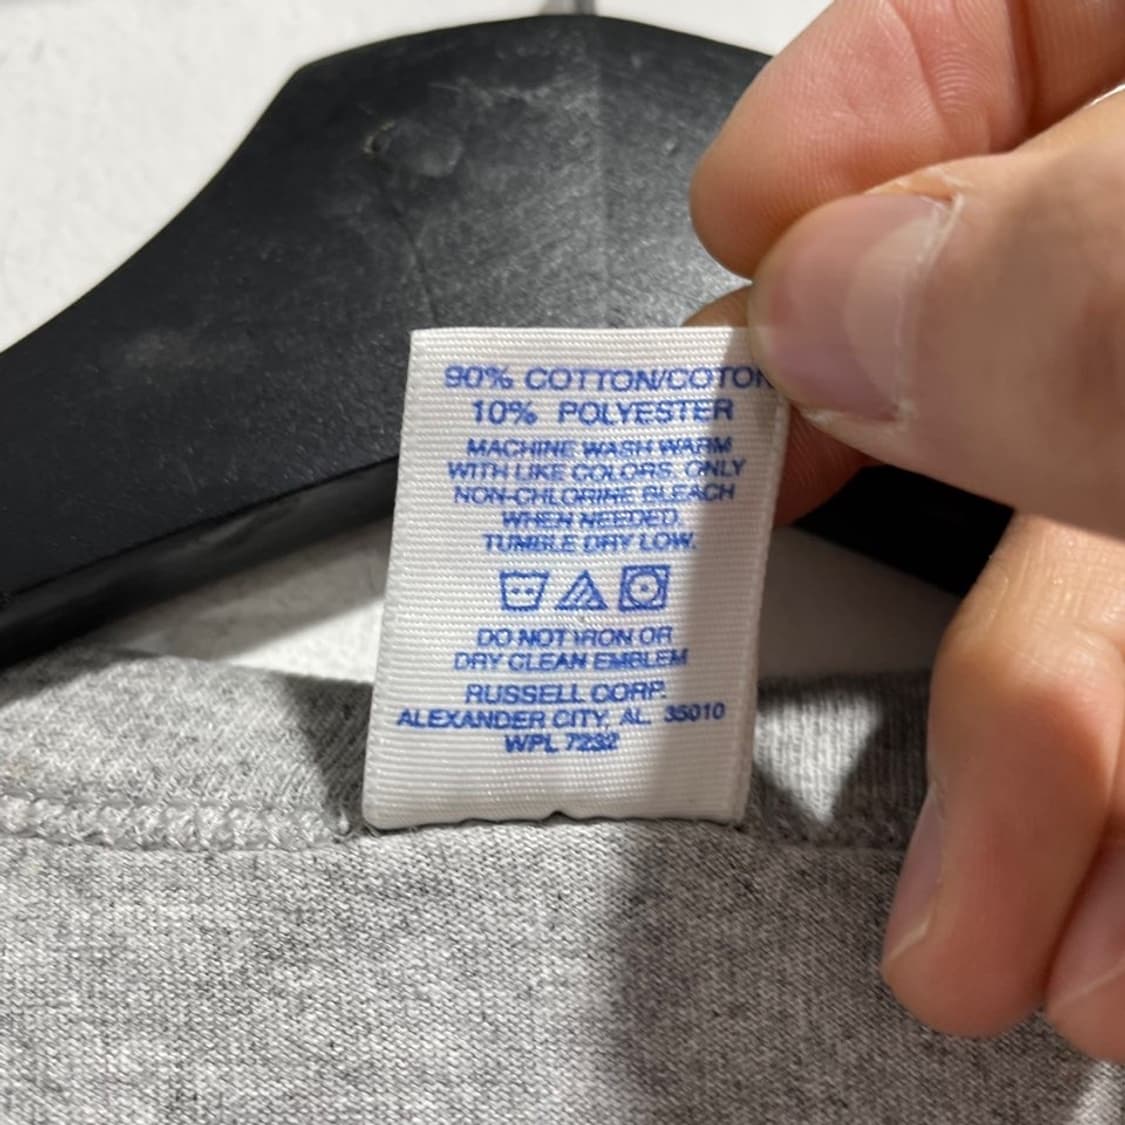 90% COTTON/COTON
10% POLYESTER
MACHINE WASH WARM
WITH LIKE COLORS. ONLY
NON-CHLORINE BLEACH
WHEN NEEDED.
TUMBLE DRY LOW.
DO NOT IRON OR
DRY CLEAN EMBLEM
RUSSELL CORP.
ALEXANDER CITY, AL. 35010
WPL 7232